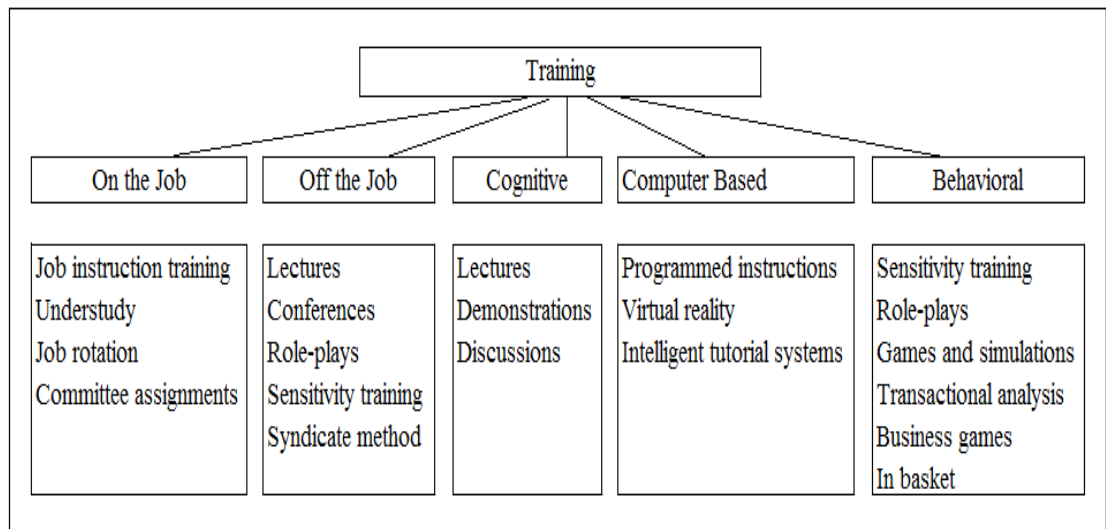 Training
On the Job
Off the Job
Cognitive
Computer Based
Behavioral
Job instruction training
Understudy
Job rotation
Committee assignments
Lectures
Conferences
Role-plays
Sensitivity training
Syndicate method
Lectures
Demonstrations
Discussions
Programmed instructions
Virtual reality
Intelligent tutorial systems
Sensitivity training
Role-plays
Games and simulations
Transactional analysis
Business games
In basket